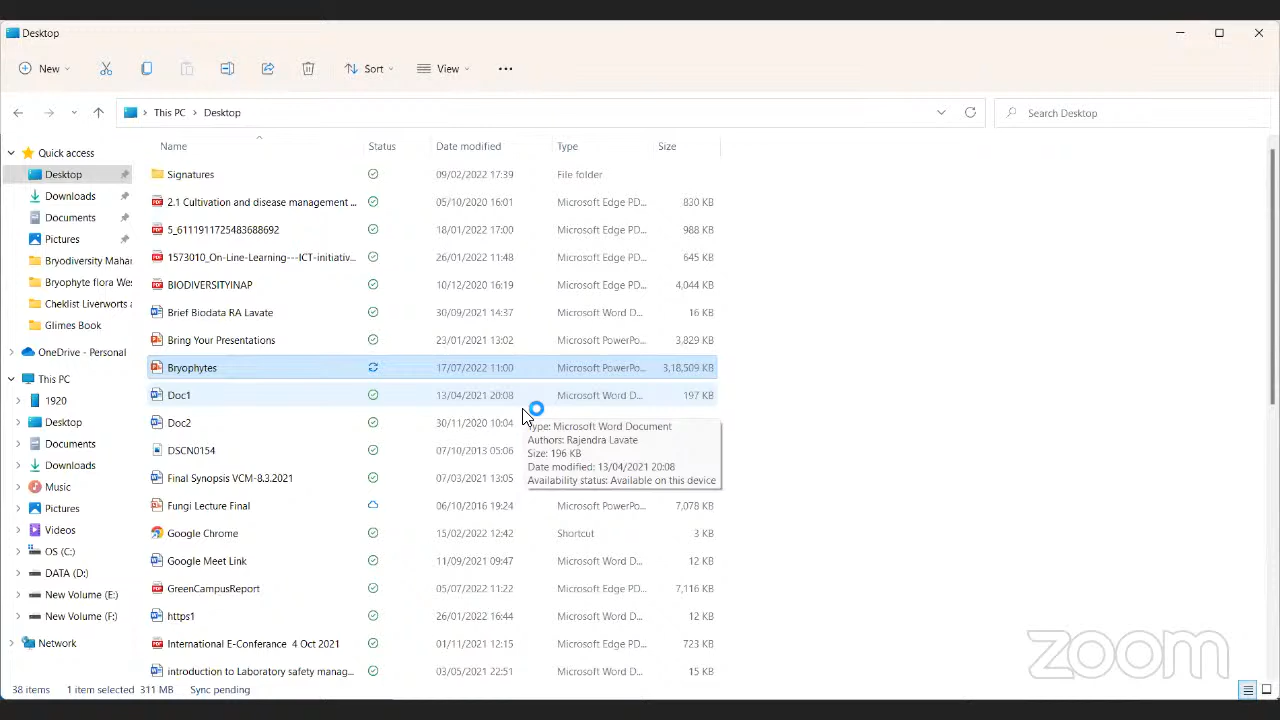 Desktop
New Sort View
This PC Desktop Search Desktop
Name Status Date modified Type Size
Quick access
Desktop
Downloads
Documents
Pictures
Bryodiversity Mahar
Bryophyte flora Wes
Cheklist Liverworts a
Glimes Book
OneDrive - Personal
This PC
1920
Desktop
Documents
Downloads
Music
Pictures
Videos
OS (C:)
DATA (D:)
New Volume (E:)
New Volume (F:)
Network
Signatures 09/02/2022 17:39 File folder
2.1 Cultivation and disease management ... 05/10/2020 16:01 Microsoft Edge PD... 830 KB
5_6111911725483688692 18/01/2022 17:00 Microsoft Edge PD... 988 KB
1573010_On-Line-Learning---ICT-initiativ... 26/01/2022 11:48 Microsoft Edge PD... 645 KB
BIODIVERSITYINAP 10/12/2020 16:19 Microsoft Edge PD... 4,044 KB
Brief Biodata RA Lavate 30/09/2021 14:37 Microsoft Word D... 16 KB
Bring Your Presentations 23/01/2021 13:02 Microsoft PowerPo... 3,829 KB
Bryophytes 17/07/2022 11:00 Microsoft PowerPo... 3,18,509 KB
Doc1 13/04/2021 20:08 Microsoft Word D... 197 KB
Doc2 30/11/2020 10:04
DSCN0154 07/10/2013 05:06
Final Synopsis VCM-8.3.2021 07/03/2021 13:05
Fungi Lecture Final 06/10/2016 19:24 Microsoft PowerPo... 7,078 KB
Google Chrome 15/02/2022 12:42 Shortcut 3 KB
Google Meet Link 11/09/2021 09:47 Microsoft Word D... 12 KB
GreenCampusReport 05/07/2022 11:22 Microsoft Edge PD... 7,116 KB
https1 26/01/2022 16:44 Microsoft Word D... 12 KB
International E-Conferance 4 Oct 2021 01/11/2021 12:15 Microsoft Edge PD... 723 KB
introduction to Laboratory safety manag... 03/05/2021 22:51 Microsoft Word D... 15 KB
Type: Microsoft Word Document
Authors: Rajendra Lavate
Size: 196 KB
Date modified: 13/04/2021 20:08
Availability status: Available on this device
38 items 1 item selected 311 MB Sync pending
zoom